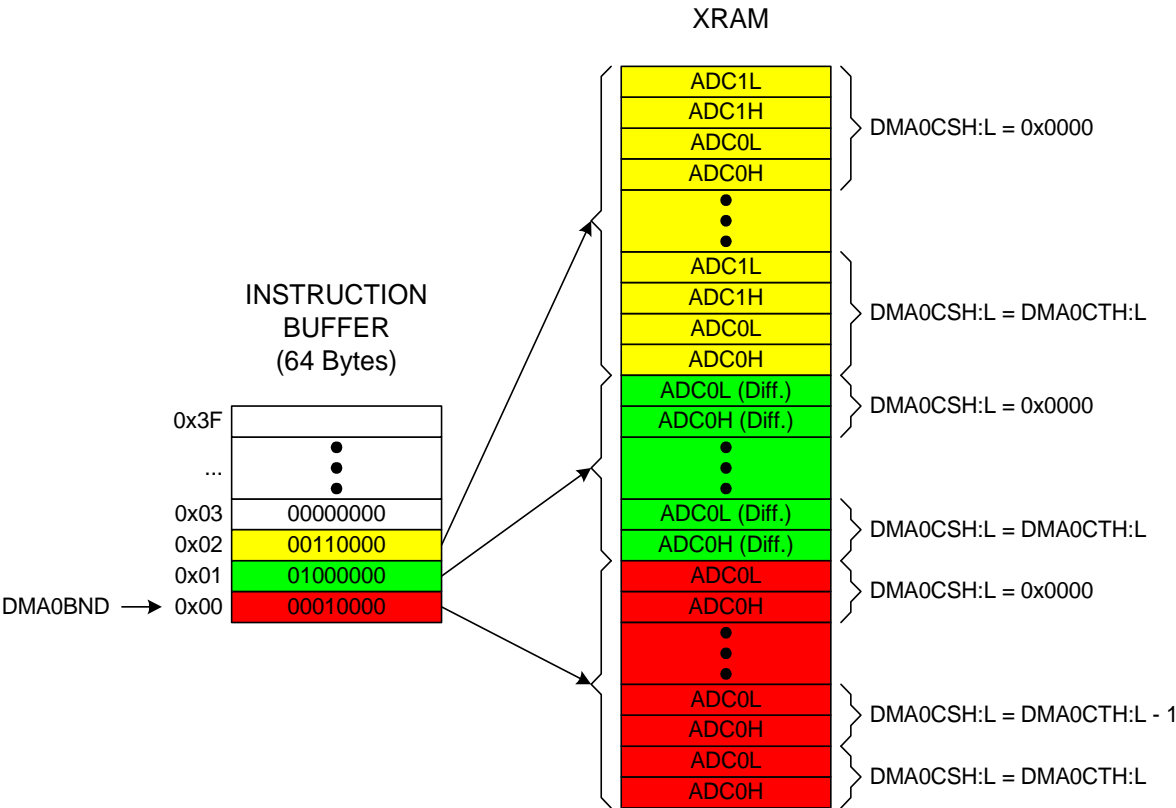 XRAM
ADC1L
ADC1H
ADC0L
ADC0H
DMA0CSH:L = 0x0000
ADC1L
ADC1H
ADC0L
ADC0H
DMA0CSH:L = DMA0CTH:L
ADC0L (Diff.)
ADC0H (Diff.)
DMA0CSH:L = 0x0000
ADC0L (Diff.)
ADC0H (Diff.)
DMA0CSH:L = DMA0CTH:L
ADC0L
ADC0H
DMA0CSH:L = 0x0000
ADC0L
ADC0H
DMA0CSH:L = DMA0CTH:L - 1
ADC0L
ADC0H
DMA0CSH:L = DMA0CTH:L
INSTRUCTION
BUFFER
(64 Bytes)
0x3F
...
0x03 00000000
0x02 00110000
0x01 01000000
DMA0BND 0x00 00010000